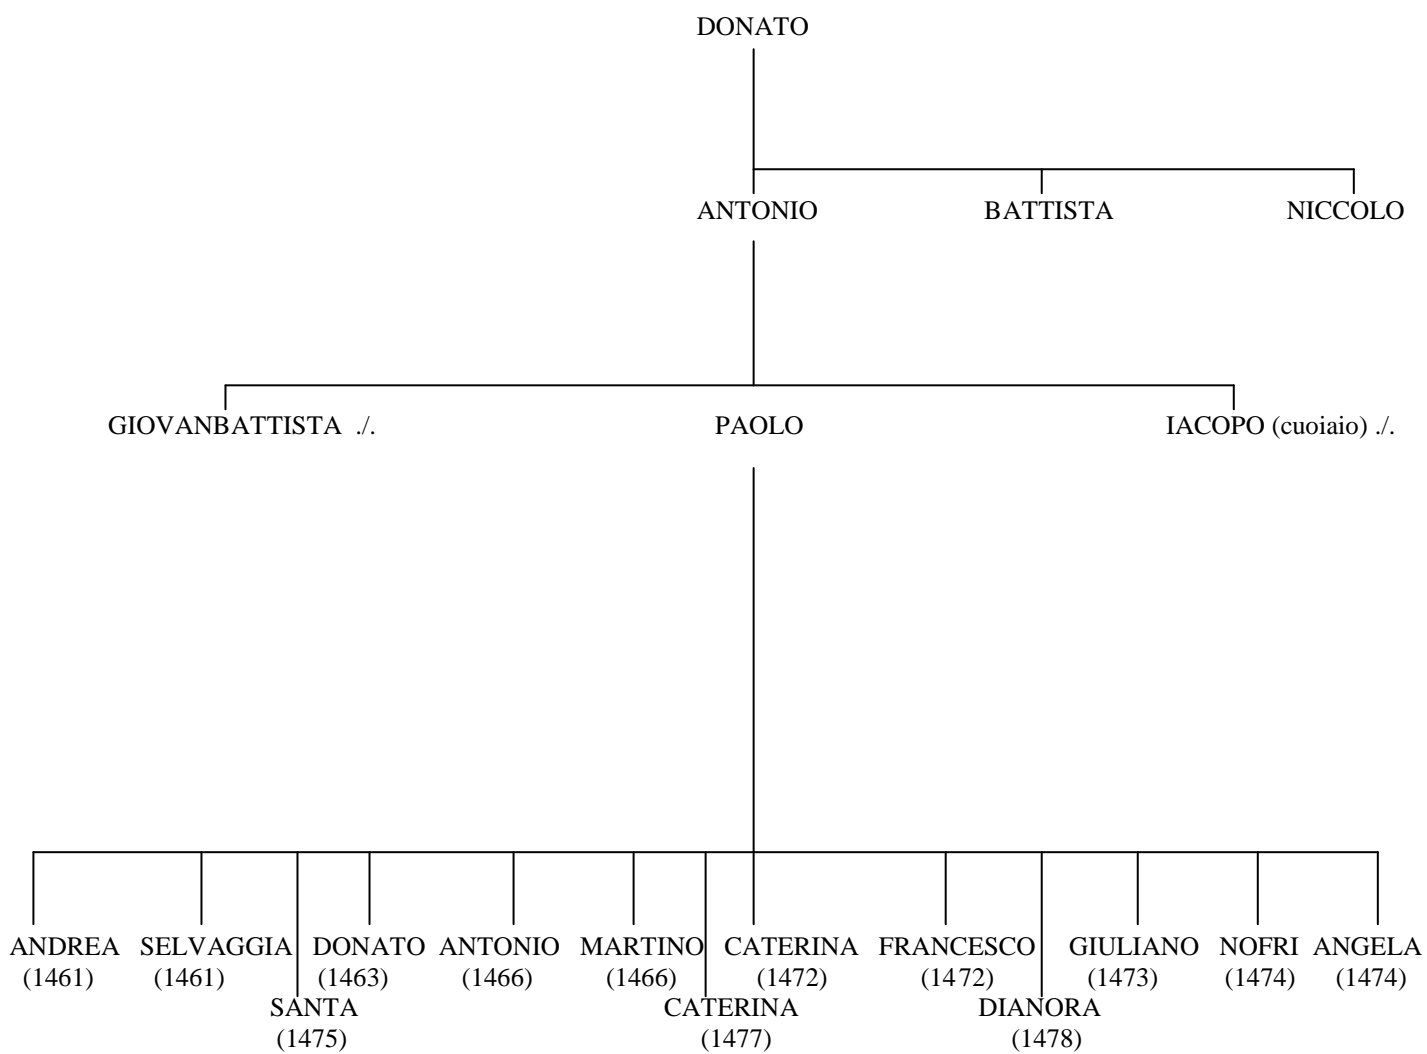 DONATO
ANTONIO BATTISTA NICCOLO
GIOVANBATTISTA ./. PAOLO IACOPO (cuoiaio) ./.
ANDREA SELVAGGIA DONATO ANTONIO MARTINO CATERINA FRANCESCO GIULIANO NOFRI ANGELA
(1461) (1461) (1463) (1466) (1466) (1472) (1472) (1473) (1474) (1474)
SANTA CATERINA DIANORA
(1475) (1477) (1478)